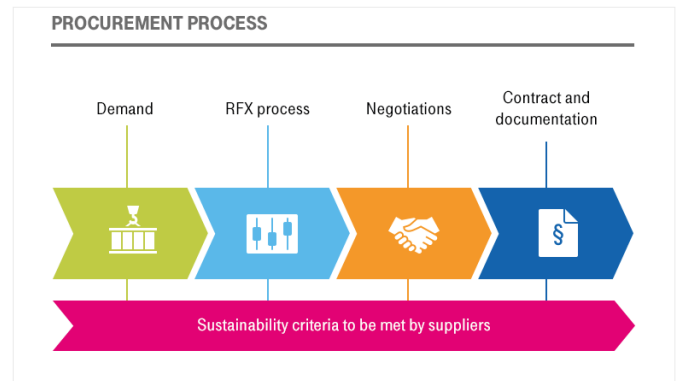 PROCUREMENT PROCESS
Demand
RFX process
Negotiations
Contract and
documentation
§
Sustainability criteria to be met by suppliers